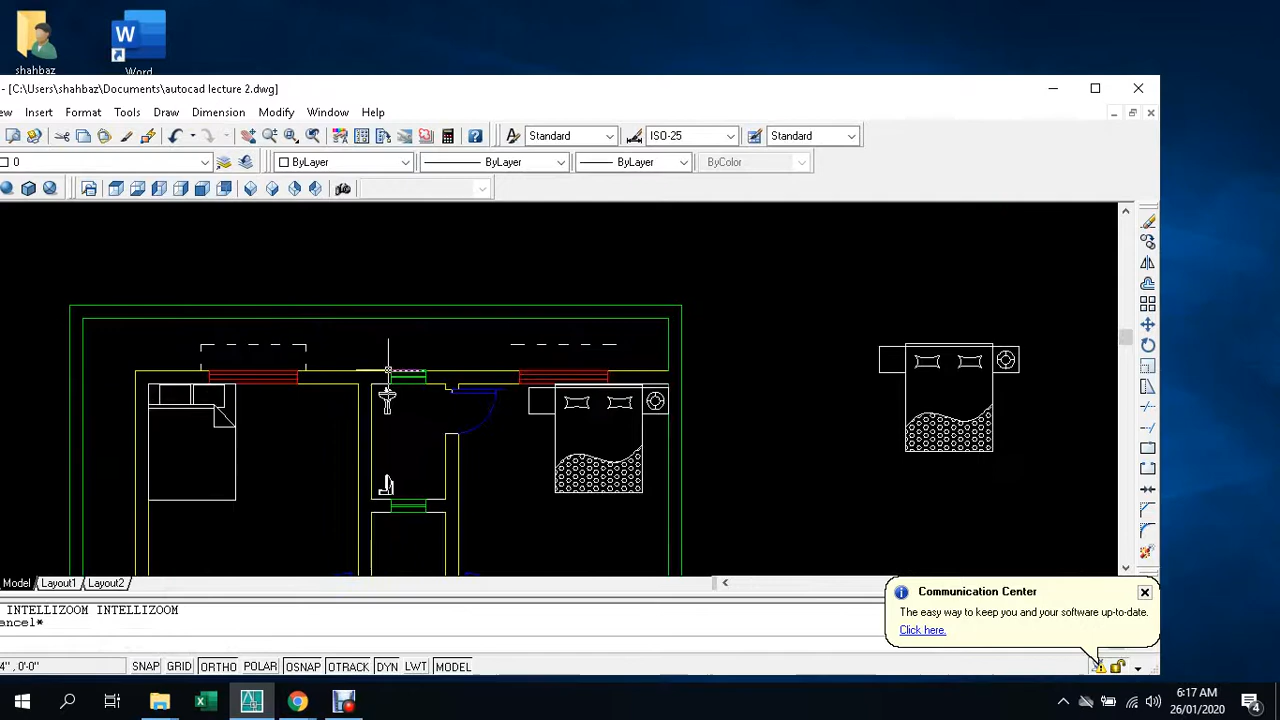 shahbaz
Word
- [C:\Users\shahbaz\Documents\autocad lecture 2.dwg]
ew Insert Format Tools Draw Dimension Modify Window Help
Standard ISO-25 Standard
0 ByLayer ByLayer ByLayer ByColor
Model Layout1 Layout2
INTELLIZOOM INTELLIZOOM
ancel*
Communication Center
The easy way to keep you and your software up-to-date.
Click here.
4", 0'-0" SNAP GRID ORTHO POLAR OSNAP OTRACK DYN LWT MODEL
6:17 AM
26/01/2020
4